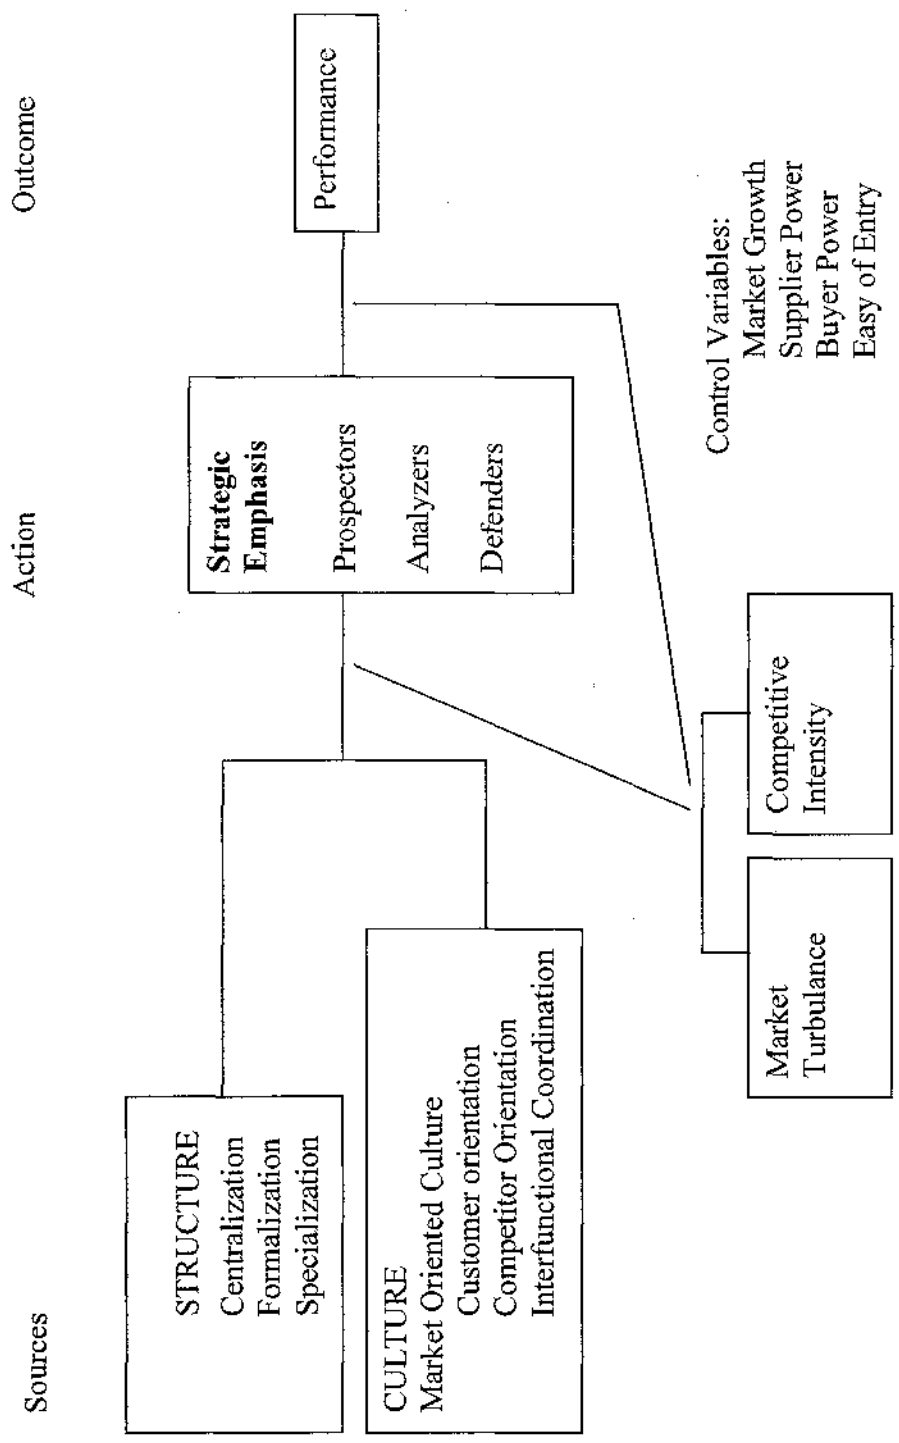 Sources
Action
Outcome
STRUCTURE
Centralization
Formalization
Specialization
CULTURE
Market Oriented Culture
Customer orientation
Competitor Orientation
Interfunctional Coordination
Strategic
Emphasis
Prospectors
Analyzers
Defenders
Performance
Market
Turbulance
Competitive
Intensity
Control Variables:
Market Growth
Supplier Power
Buyer Power
Easy of Entry